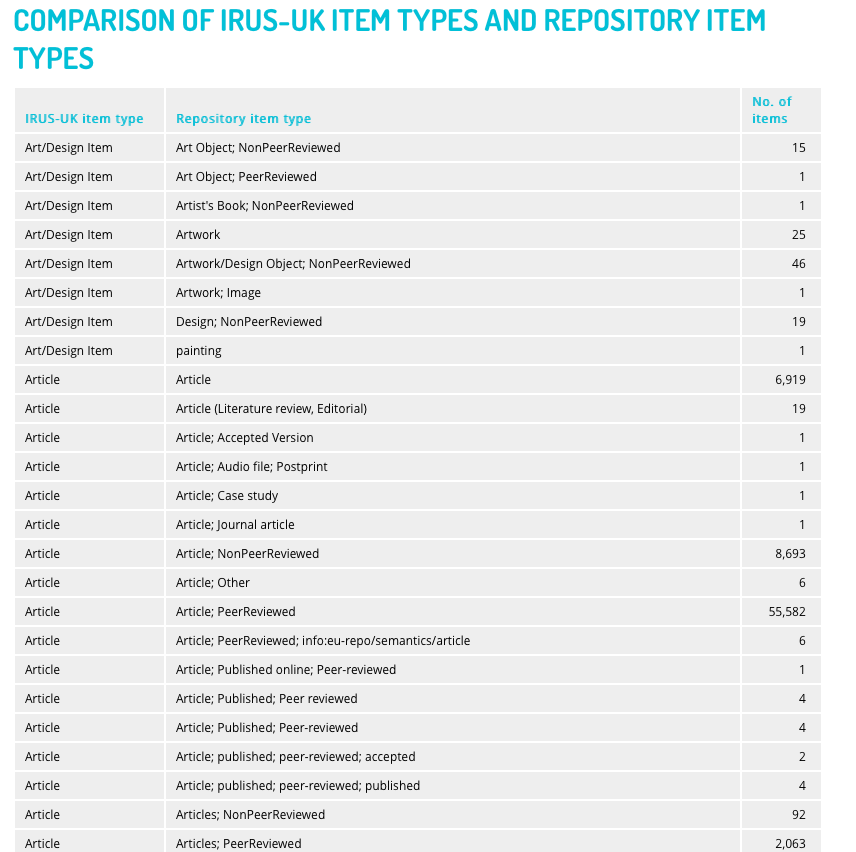 COMPARISON OF IRUS-UK ITEM TYPES AND REPOSITORY ITEM
TYPES
IRUS-UK item type Repository item type No. of
items
Art/Design Item Art Object; NonPeerReviewed 15
Art/Design Item Art Object; PeerReviewed 1
Art/Design Item Artist's Book; NonPeerReviewed 1
Art/Design Item Artwork 25
Art/Design Item Artwork/Design Object; NonPeerReviewed 46
Art/Design Item Artwork; Image 1
Art/Design Item Design; NonPeerReviewed 19
Art/Design Item painting 1
Article Article 6,919
Article Article (Literature review, Editorial) 19
Article Article; Accepted Version 1
Article Article; Audio file; Postprint 1
Article Article; Case study 1
Article Article; Journal article 1
Article Article; NonPeerReviewed 8,693
Article Article; Other 6
Article Article; PeerReviewed 55,582
Article Article; PeerReviewed; info:eu-repo/semantics/article 6
Article Article; Published online; Peer-reviewed 1
Article Article; Published; Peer reviewed 4
Article Article; Published; Peer-reviewed 4
Article Article; published; peer-reviewed; accepted 2
Article Article; published; peer-reviewed; published 4
Article Articles; NonPeerReviewed 92
Article Articles; PeerReviewed 2,063